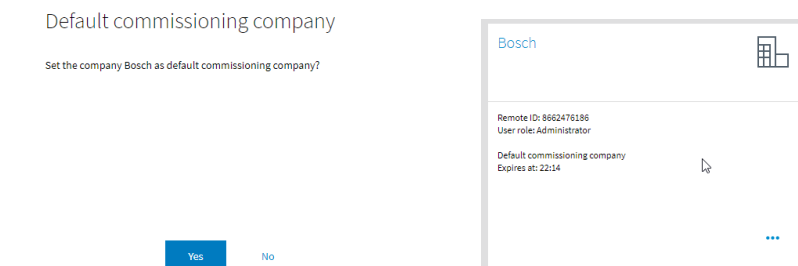 Default commissioning company
Set the company Bosch as default commissioning company?
Yes
No
Bosch
Remote ID: 8662476186
User role: Administrator
Default commissioning company
Expires at: 22:14